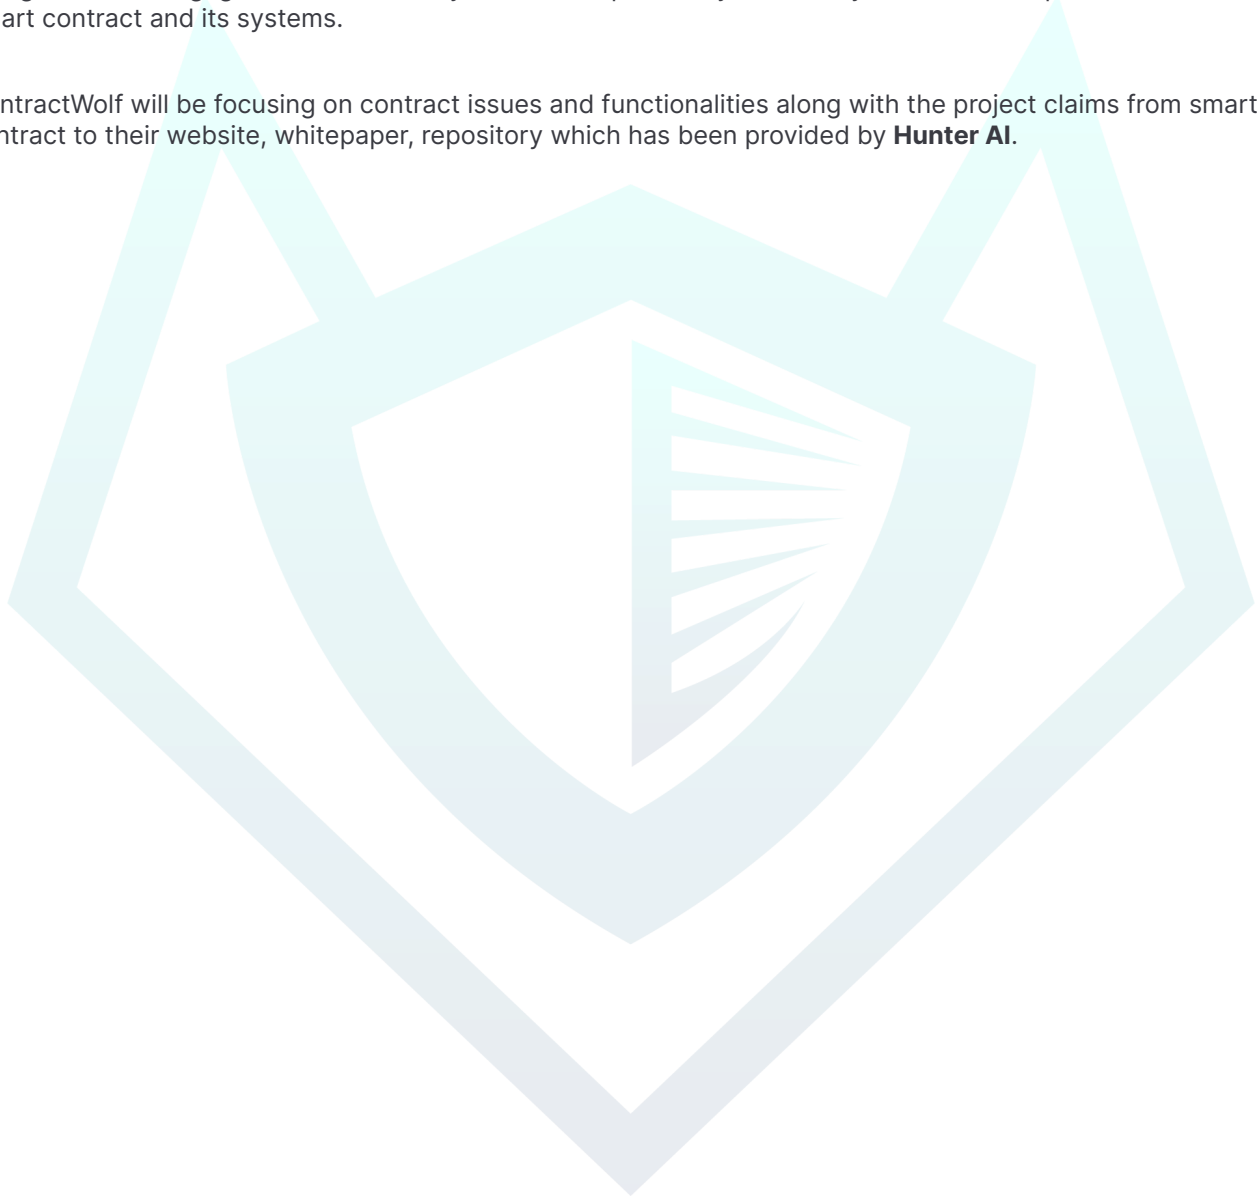 art contract and its systems.
ntractWolf will be focusing on contract issues and functionalities along with the project claims from smart
ntract to their website, whitepaper, repository which has been provided by Hunter AI.